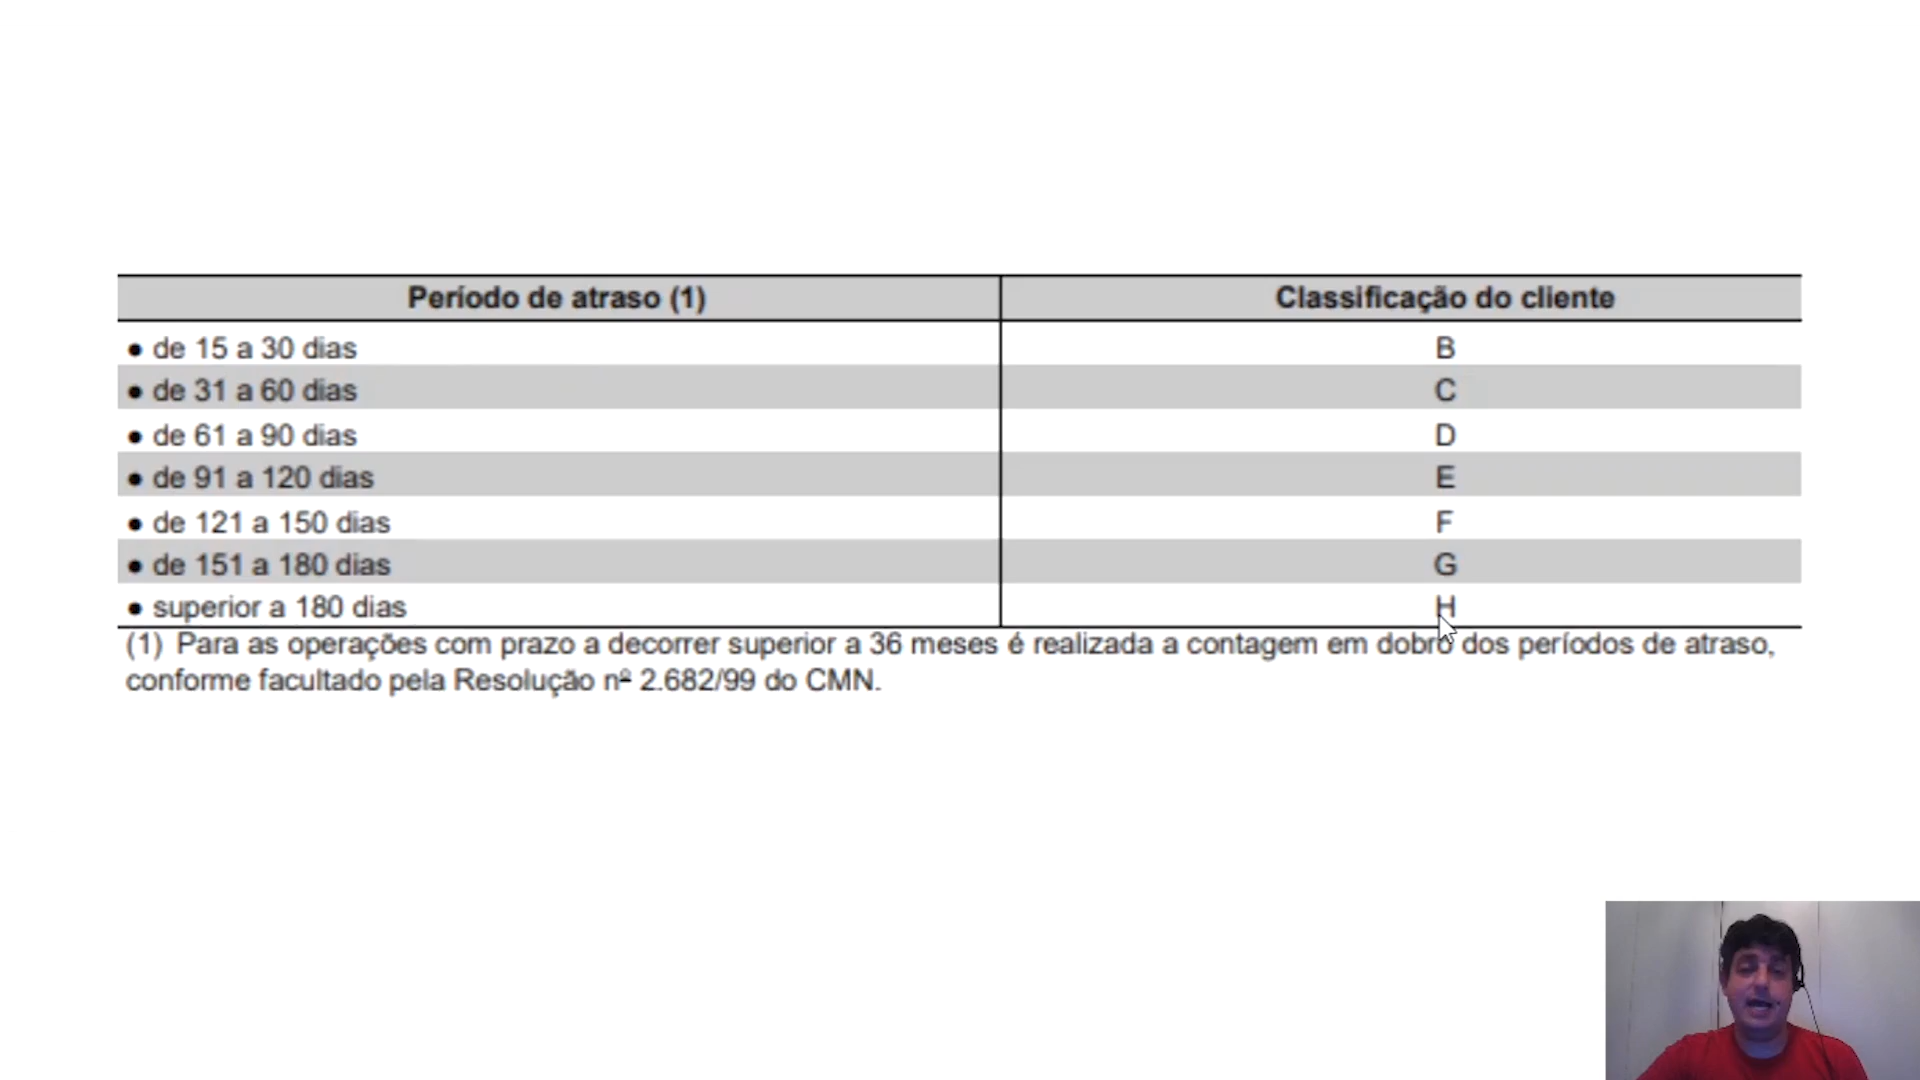 Período de atraso (1) Classificação do cliente
● de 15 a 30 dias B
● de 31 a 60 dias C
● de 61 a 90 dias D
● de 91 a 120 dias E
● de 121 a 150 dias F
● de 151 a 180 dias G
● superior a 180 dias H
(1) Para as operações com prazo a decorrer superior a 36 meses é realizada a contagem em dobro dos períodos de atraso,
conforme facultado pela Resolução nº 2.682/99 do CMN.